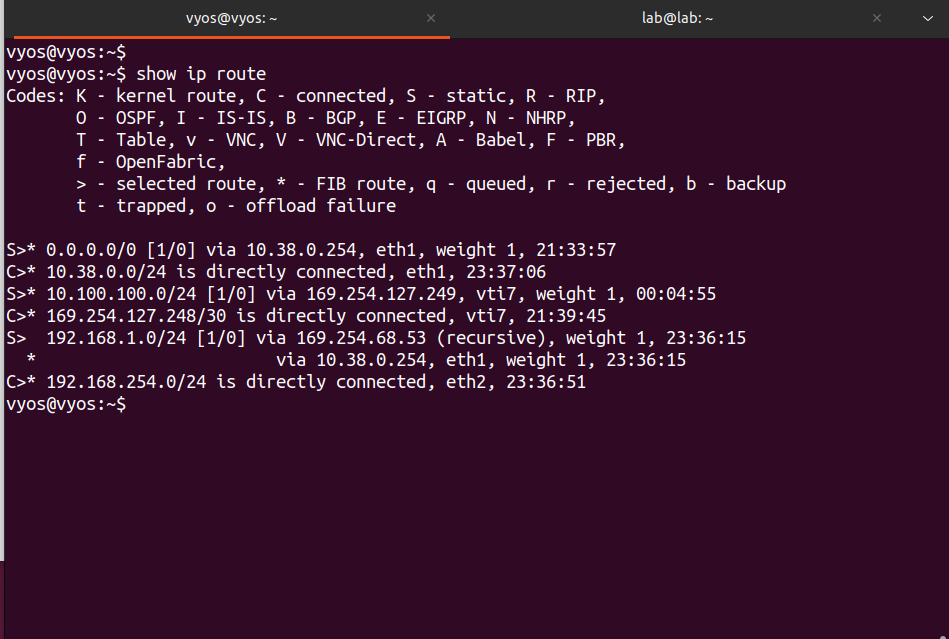 vyos@vyos: ~
lab@lab: ~
vyos@vyos:~$
vyos@vyos:~$ show ip route
Codes: K - kernel route, C - connected, S - static, R - RIP,
       O - OSPF, I - IS-IS, B - BGP, E - EIGRP, N - NHRP,
       T - Table, v - VNC, V - VNC-Direct, A - Babel, F - PBR,
       f - OpenFabric,
       > - selected route, * - FIB route, q - queued, r - rejected, b - backup
       t - trapped, o - offload failure

S>* 0.0.0.0/0 [1/0] via 10.38.0.254, eth1, weight 1, 21:33:57
C>* 10.38.0.0/24 is directly connected, eth1, 23:37:06
S>* 10.100.100.0/24 [1/0] via 169.254.127.249, vti7, weight 1, 00:04:55
C>* 169.254.127.248/30 is directly connected, vti7, 21:39:45
S>  192.168.1.0/24 [1/0] via 169.254.68.53 (recursive), weight 1, 23:36:15
  *                        via 10.38.0.254, eth1, weight 1, 23:36:15
C>* 192.168.254.0/24 is directly connected, eth2, 23:36:51
vyos@vyos:~$